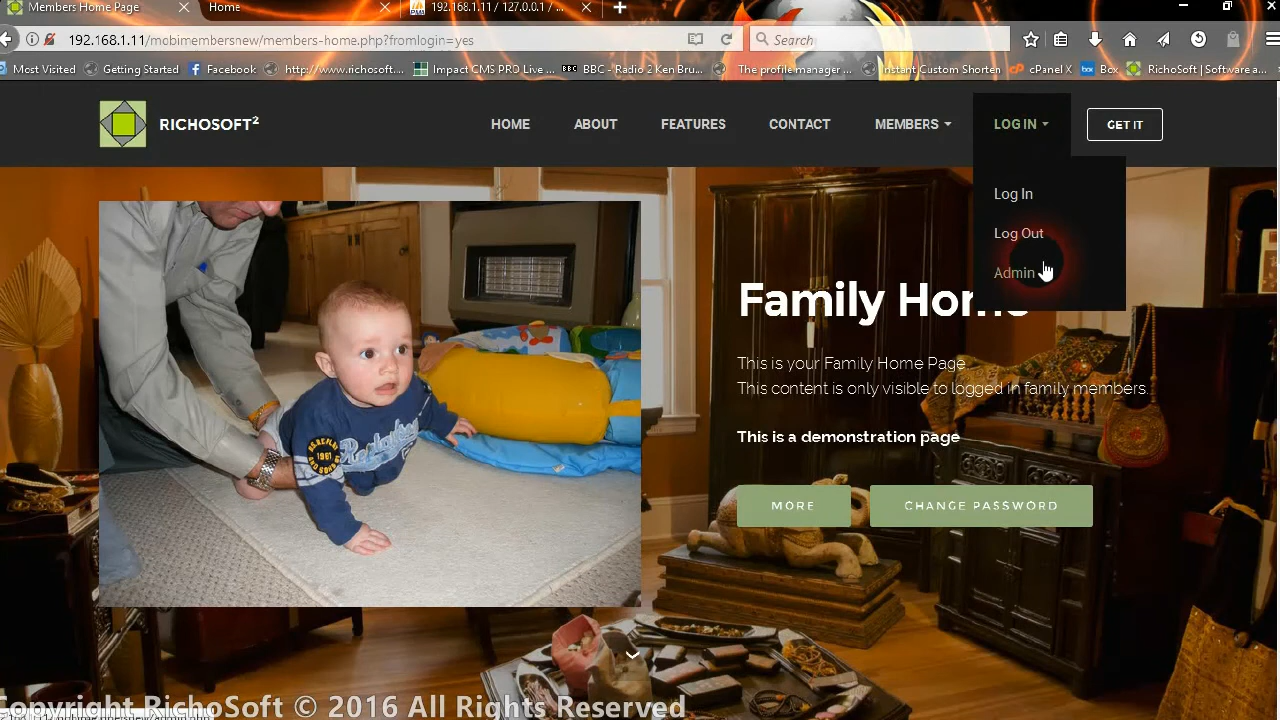 Members Home Page
Home
192.168.1.11 / 127.0.0.1 / ...
192.168.1.11/mobimembersnew/members-home.php?fromlogin=yes
Search
Most Visited
Getting Started
Facebook
http://www.richosoft....
Impact CMS PRO Live ...
BBC - Radio 2 Ken Bru...
The profile manager ...
Instant Custom Shorten
cPanel X
Box
RichoSoft | Software a...
RICHOSOFT²
HOME
ABOUT
FEATURES
CONTACT
MEMBERS
LOG IN
GET IT
Log In
Log Out
Admin
Family Home
This is your Family Home Page
This content is only visible to logged in family members.
This is a demonstration page
MORE
CHANGE PASSWORD
1961
Copyright RichoSoft © 2016 All Rights Reserved